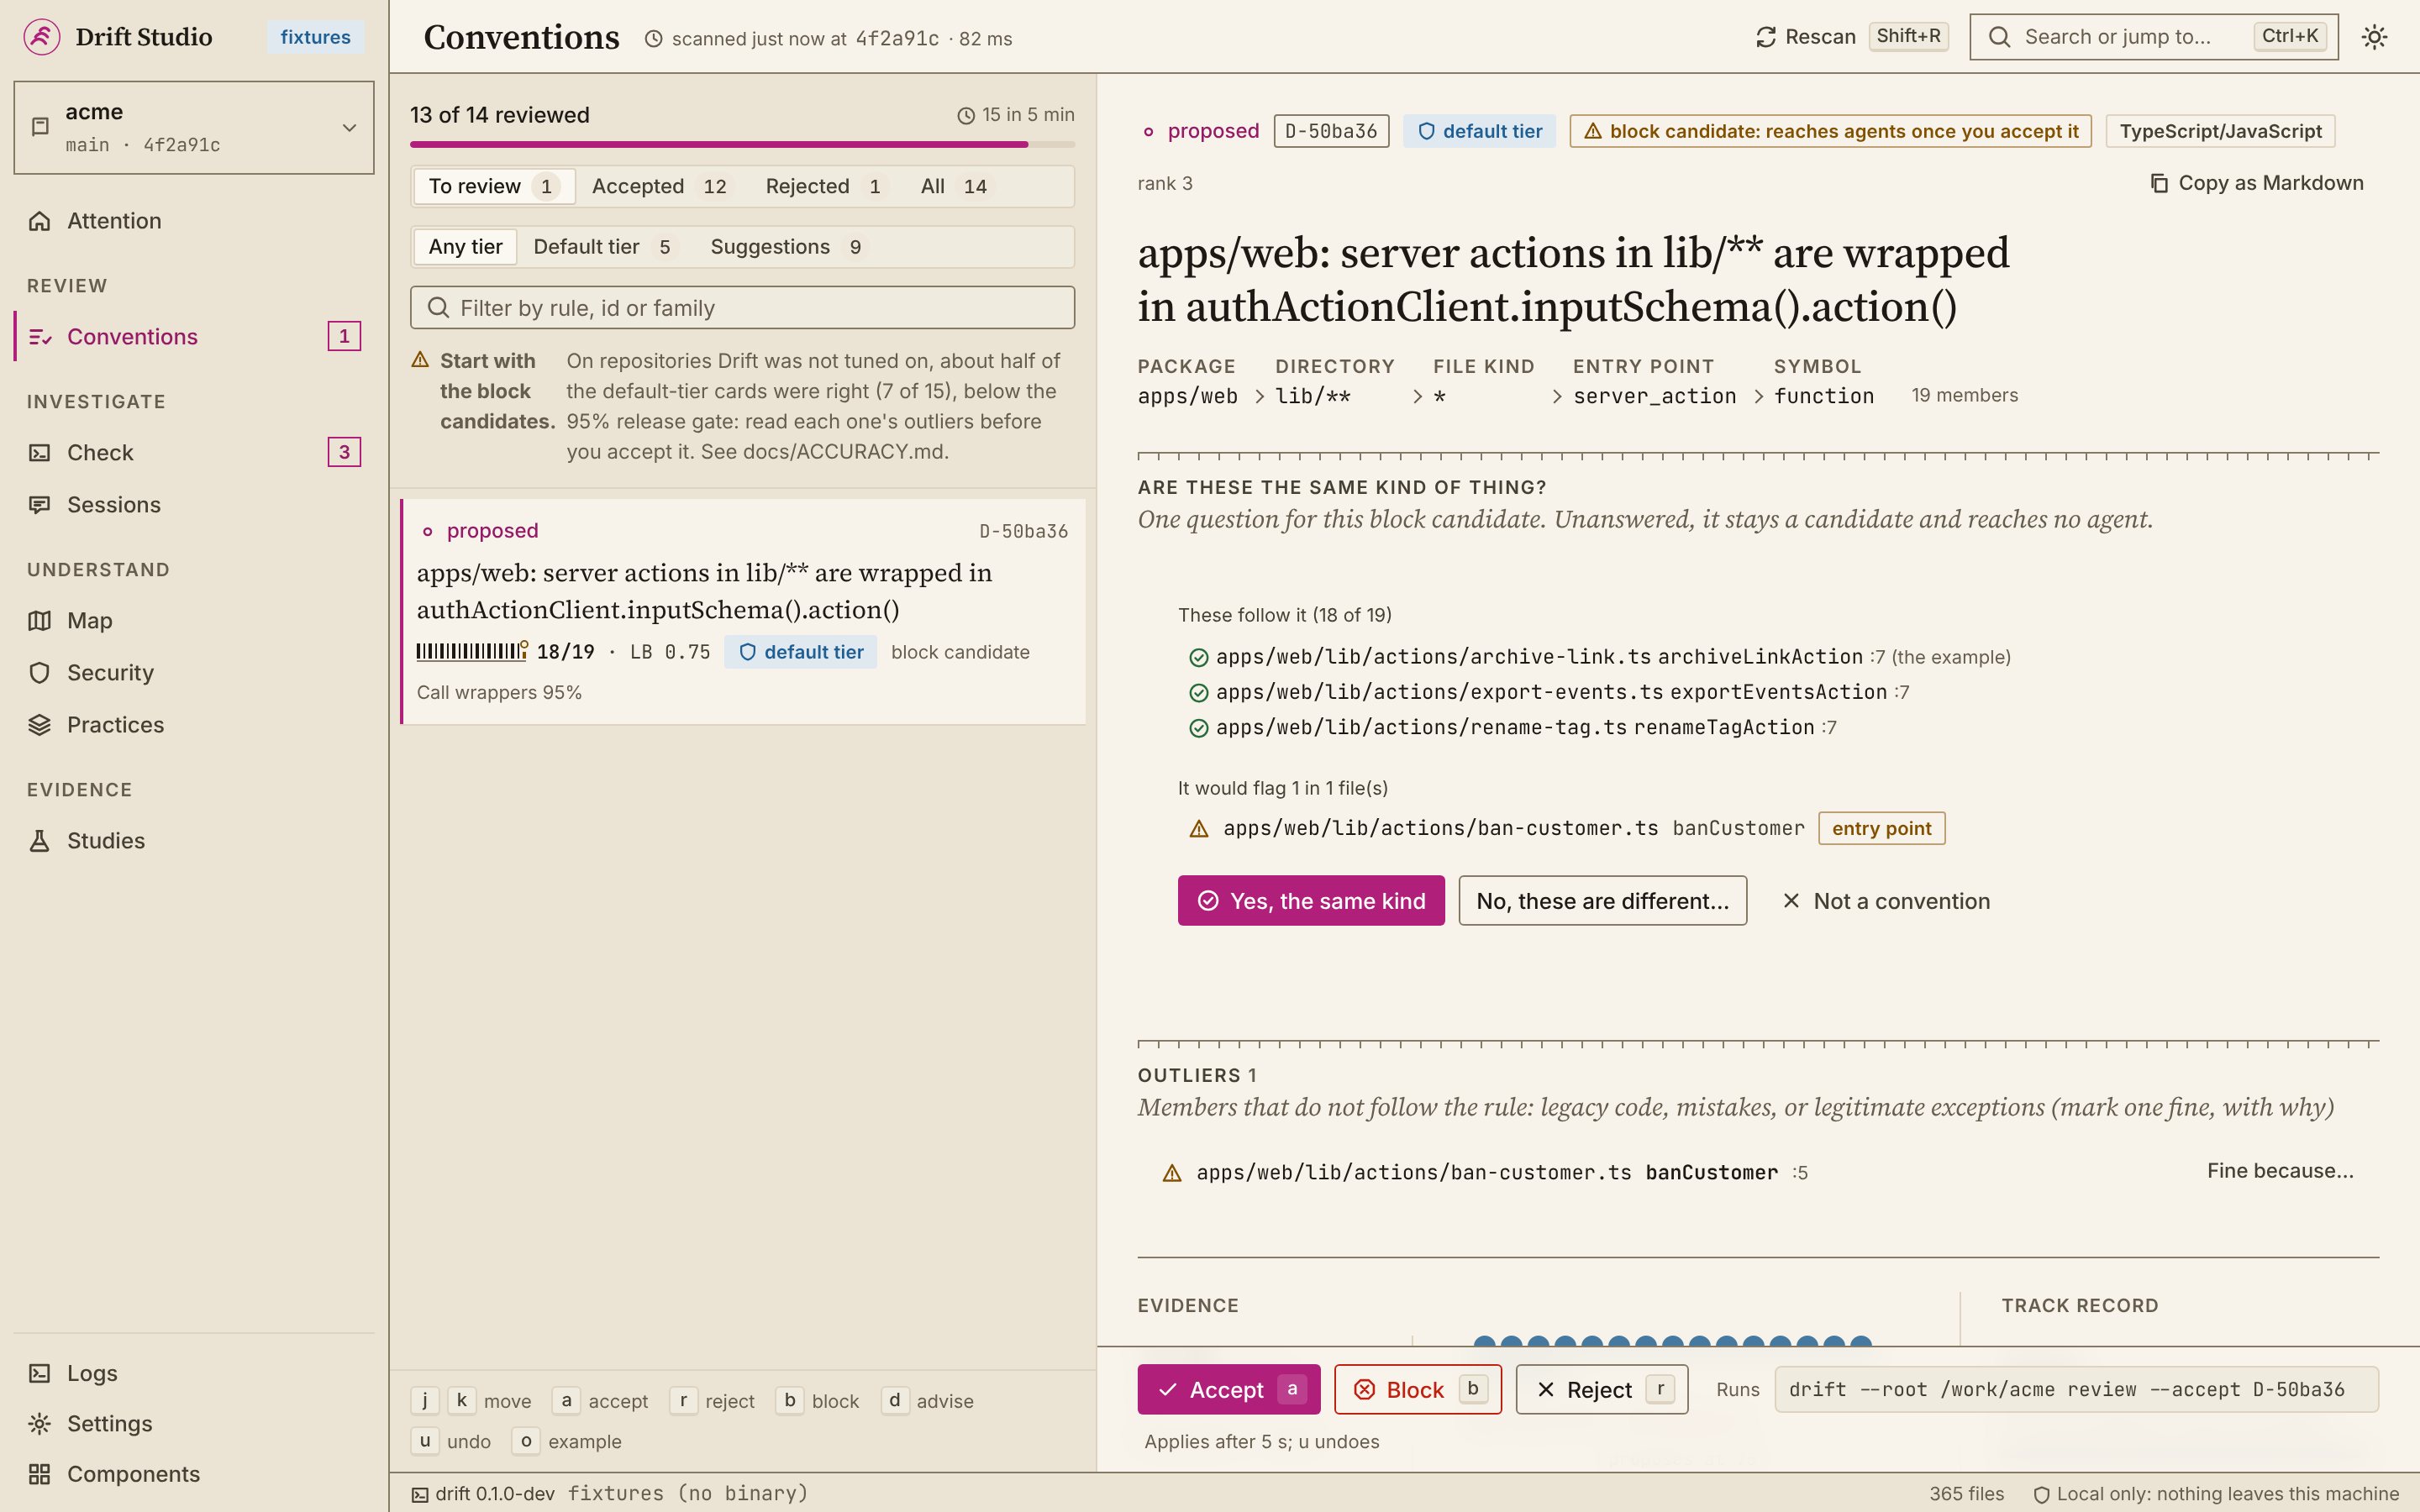 Drift Studio
fixtures
acme
main · 4f2a91c
Attention
REVIEW
Conventions 1
INVESTIGATE
Check 3
Sessions
UNDERSTAND
Map
Security
Practices
EVIDENCE
Studies
Logs
Settings
Components
Conventions
scanned just now at 4f2a91c · 82 ms
Rescan Shift+R
Search or jump to... Ctrl+K
13 of 14 reviewed
15 in 5 min
To review 1 Accepted 12 Rejected 1 All 14
Any tier Default tier 5 Suggestions 9
Filter by rule, id or family
Start with the block candidates.
On repositories Drift was not tuned on, about half of
the default-tier cards were right (7 of 15), below the
95% release gate: read each one's outliers before
you accept it. See docs/ACCURACY.md.
proposed D-50ba36
apps/web: server actions in lib/** are wrapped in
authActionClient.inputSchema().action()
18/19 · LB 0.75 default tier block candidate
Call wrappers 95%
j k move a accept r reject b block d advise
u undo o example
proposed D-50ba36 default tier block candidate: reaches agents once you accept it TypeScript/JavaScript
rank 3
Copy as Markdown
apps/web: server actions in lib/** are wrapped
in authActionClient.inputSchema().action()
PACKAGE DIRECTORY FILE KIND ENTRY POINT SYMBOL
apps/web > lib/** > * > server_action > function 19 members
ARE THESE THE SAME KIND OF THING?
One question for this block candidate. Unanswered, it stays a candidate and reaches no agent.
These follow it (18 of 19)
apps/web/lib/actions/archive-link.ts archiveLinkAction :7 (the example)
apps/web/lib/actions/export-events.ts exportEventsAction :7
apps/web/lib/actions/rename-tag.ts renameTagAction :7
It would flag 1 in 1 file(s)
apps/web/lib/actions/ban-customer.ts banCustomer entry point
Yes, the same kind
No, these are different...
Not a convention
OUTLIERS 1
Members that do not follow the rule: legacy code, mistakes, or legitimate exceptions (mark one fine, with why)
apps/web/lib/actions/ban-customer.ts banCustomer :5
Fine because...
EVIDENCE
TRACK RECORD
Accept a
Block b
Reject r
Runs drift --root /work/acme review --accept D-50ba36
Applies after 5 s; u undoes
drift 0.1.0-dev fixtures (no binary)
365 files
Local only: nothing leaves this machine